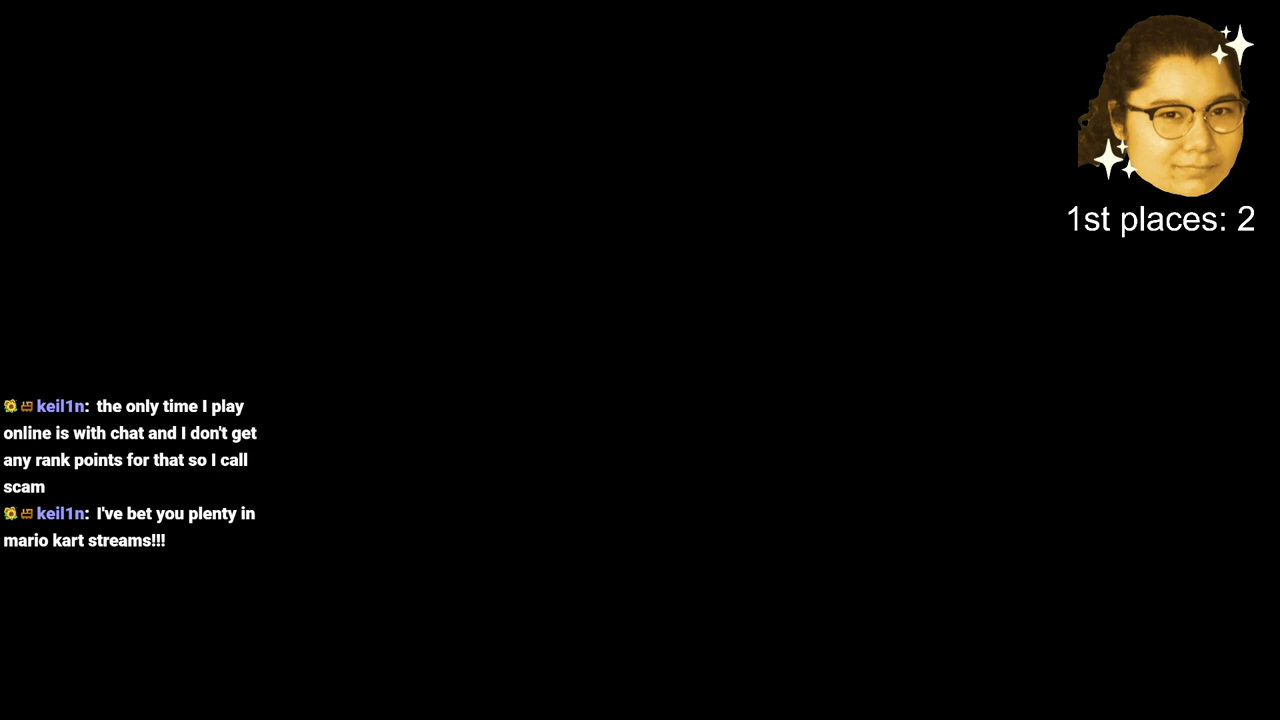 1st places: 2
keil1n: the only time I play
online is with chat and I don't get
any rank points for that so I call
scam
keil1n: I've bet you plenty in
mario kart streams!!!